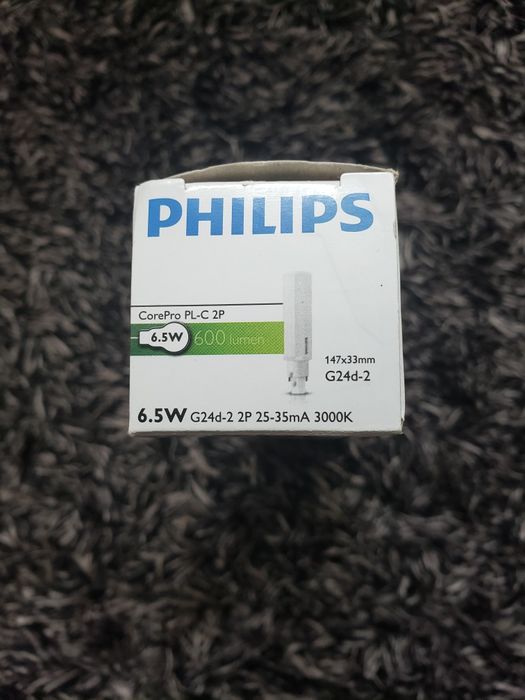 PHILIPS
CorePro PL-C 2P
6.5W 600 lumen
147x33mm
G24d-2
6.5W G24d-2 2P 25-35mA 3000K